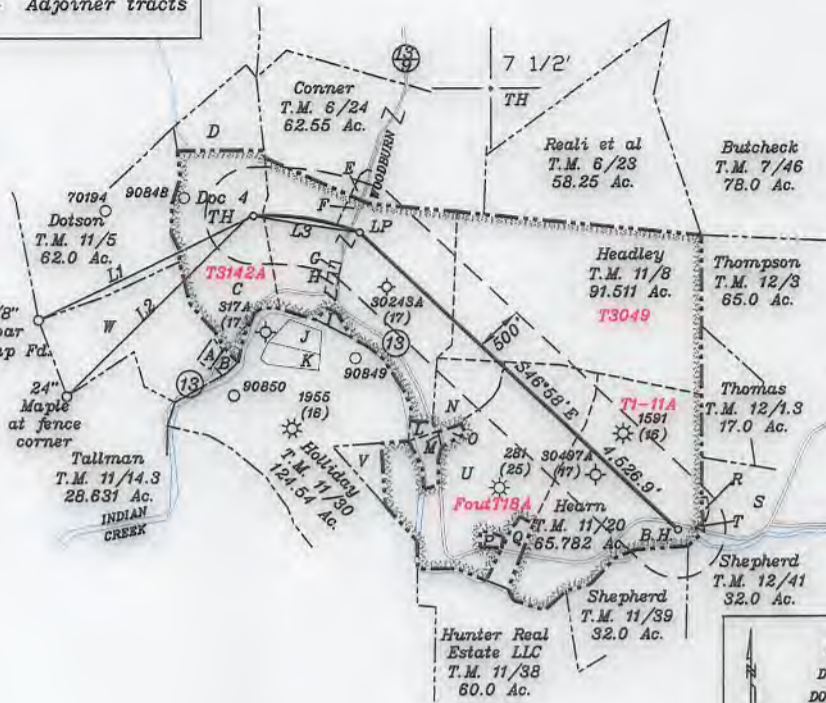 Adjoiner tracts
13
9
7 1/2'
TH
Conner
T.M. 6/24
62.55 Ac.
WOODBURN
Reali et al
T.M. 6/23
58.25 Ac.
Butcheck
T.M. 7/46
78.0 Ac.
D
E
F
70194
90848
Doc 4
TH
Dotson
T.M. 11/5
62.0 Ac.
L1
L2
L3
LP
G
H
T3142A
C
317A
(17)
30243A
(17)
Headley
T.M. 11/8
91.511 Ac.
T3049
Thompson
T.M. 12/3
65.0 Ac.
500'
S46°58'E
4,526.9'
W
I
J
K
13
A
B
13
90849
90850
24"
Maple
at fence
corner
1955
(16)
Holliday
T.M. 11/30
124.54 Ac.
Tallman
T.M. 11/14.3
28.631 Ac.
INDIAN
CREEK
L
M
N
O
V
U
T1-11A
1591
(16)
Thomas
T.M. 12/1.3
17.0 Ac.
281
(25)
30497A
(17)
FoutT18A
Hearn
T.M. 11/20
65.782 Ac
P
Q
B.H.
R
S
T
Shepherd
T.M. 12/41
32.0 Ac.
Shepherd
T.M. 11/39
32.0 Ac.
Hunter Real
Estate LLC
T.M. 11/38
60.0 Ac.
N